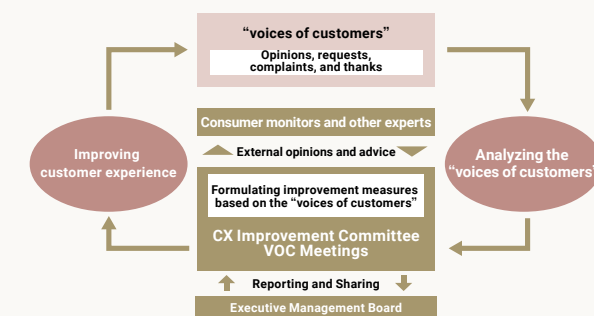 “voices of customers”
Opinions, requests,
complaints, and thanks
Consumer monitors and other experts
External opinions and advice
Improving
customer experience
Analyzing the
“voices of customers”
Formulating improvement measures
based on the “voices of customers”
CX Improvement Committee
VOC Meetings
Reporting and Sharing
Executive Management Board